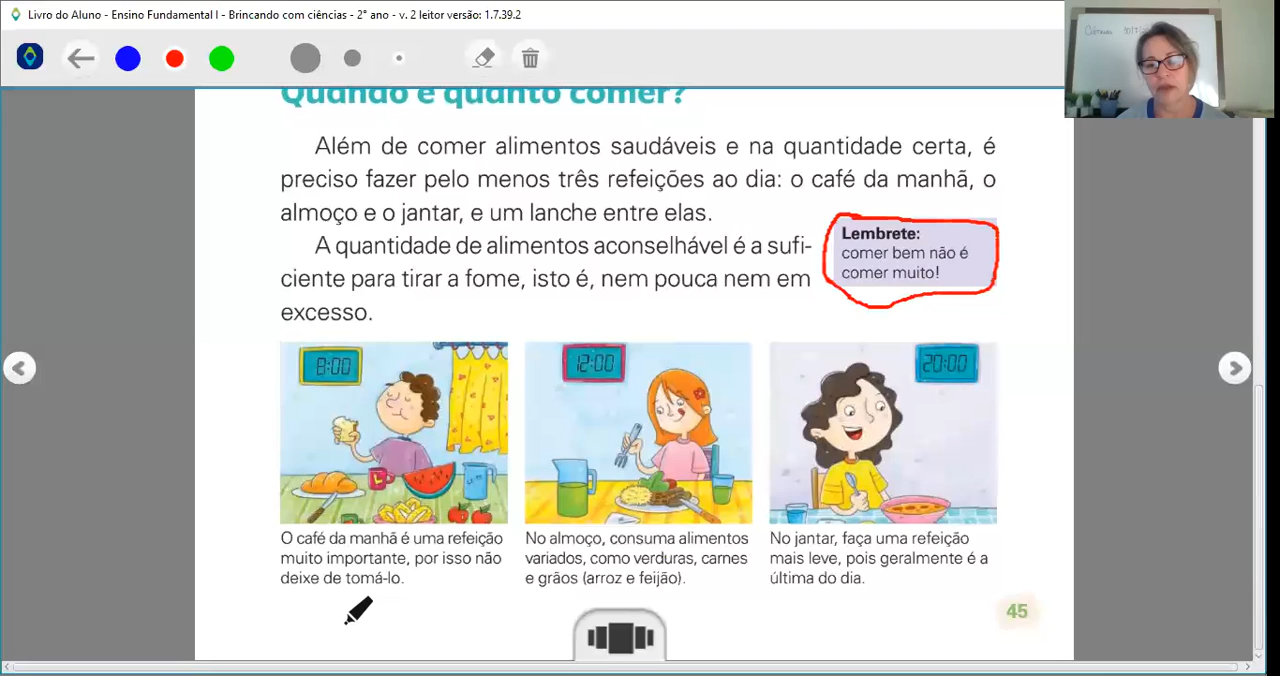 Livro do Aluno - Ensino Fundamental I - Brincando com ciências - 2° ano - v. 2 leitor versão: 1.7.39.2
Quando e quanto comer?
Além de comer alimentos saudáveis e na quantidade certa, é
preciso fazer pelo menos três refeições ao dia: o café da manhã, o
almoço e o jantar, e um lanche entre elas.
A quantidade de alimentos aconselhável é a sufi-
ciente para tirar a fome, isto é, nem pouca nem em
excesso.
Lembrete:
comer bem não é
comer muito!
8:00
12:00
20:00
O café da manhã é uma refeição
muito importante, por isso não
deixe de tomá-lo.
No almoço, consuma alimentos
variados, como verduras, carnes
e grãos (arroz e feijão).
No jantar, faça uma refeição
mais leve, pois geralmente é a
última do dia.
45